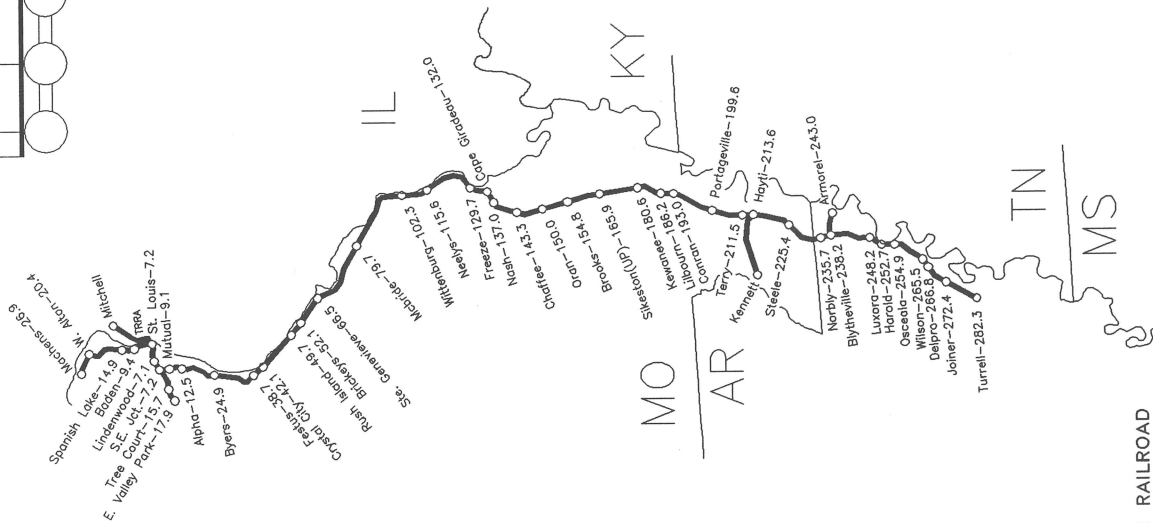 Machens-26.9
W. Alton-20.4
Mitchell
TRRA
St. Louis-7.2
Mutual-9.1
Spanish Lake-14.9
Baden-9.4
Lindenwood-7.1
S.E. Jct.-7.2
Tree Court-15.7
E. Valley Park-17.9
Alpha-12.5
Byers-24.9
Festus-38.7
Crystal City-42.1
Rush Island-49.7
Brickeys-52.1
Ste. Genevieve-66.5
Mcbride-79.7
Wittenburg-102.3
Neelys-115.6
Freeze-129.7
Cape Giradeau-132.0
Nash-137.0
Chaffee-143.3
Oran-150.0
Brooks-154.8
Sikeston(UP)-165.9
Kewanee-180.6
Lilbourn-186.2
Conran-193.0
Portageville-199.6
Terry-211.5
Hayti-213.6
Kennett
Steele-225.4
Armorel-243.0
Norbly-235.7
Blytheville-238.2
Luxora-248.2
Harold-252.7
Osceola-254.9
Wilson-265.5
Delpro-266.8
Joiner-272.4
Turrell-282.3
IL
KY
MO
AR
TN
MS
RAILROAD